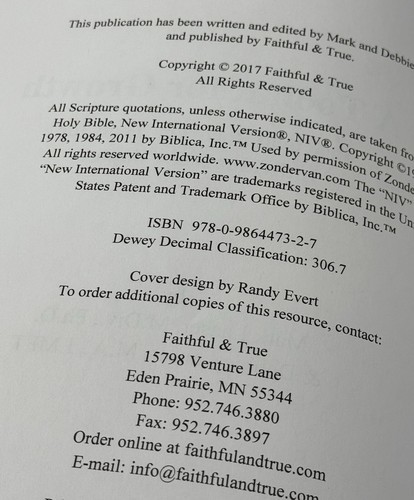 This publication has been written and edited by Mark and Debbie
and published by Faithful & True.
Copyright © 2017 Faithful & True
All Rights Reserved
All Scripture quotations, unless otherwise indicated, are taken from
Holy Bible, New International Version®, NIV®. Copyright ©19
1978, 1984, 2011 by Biblica, Inc.™ Used by permission of Zonde
All rights reserved worldwide. www.zondervan.com The “NIV”
“New International Version” are trademarks registered in the Uni
States Patent and Trademark Office by Biblica, Inc.™
ISBN 978-0-9864473-2-7
Dewey Decimal Classification: 306.7
Cover design by Randy Evert
To order additional copies of this resource, contact:
Faithful & True
15798 Venture Lane
Eden Prairie, MN 55344
Phone: 952.746.3880
Fax: 952.746.3897
Order online at faithfulandtrue.com
E-mail: info@faithfulandtrue.com